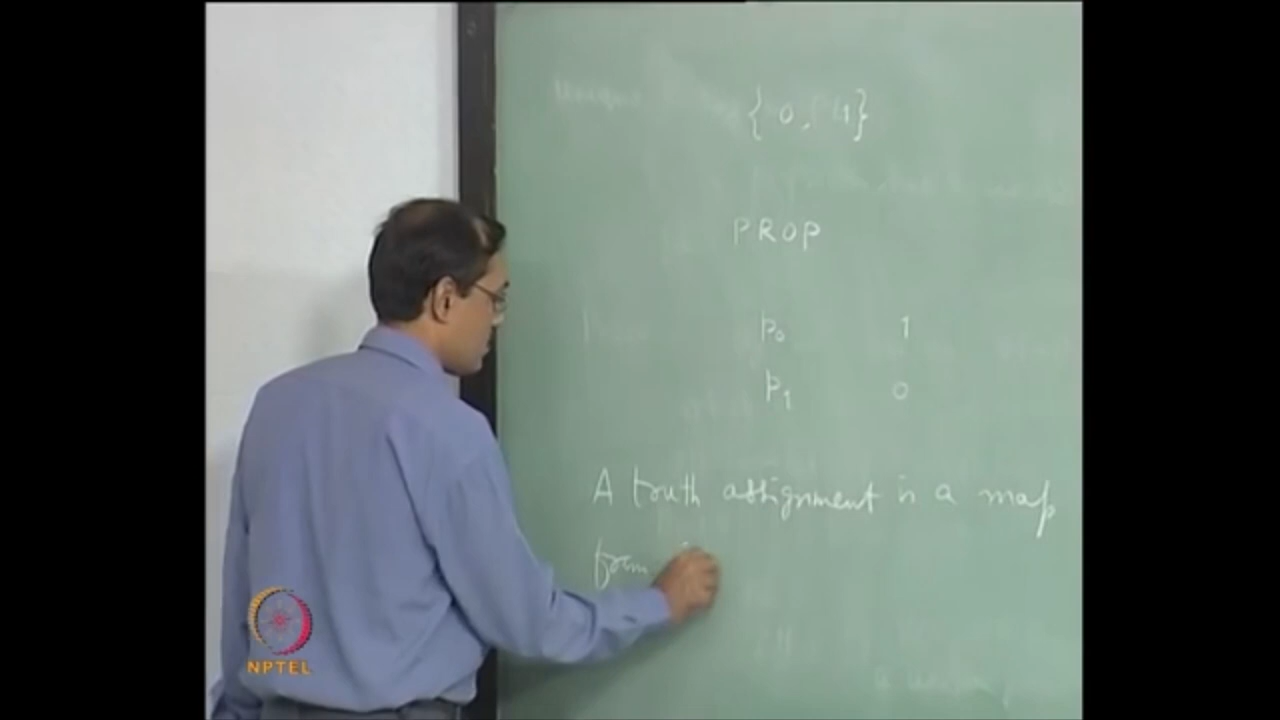 { 0, 1}
PROP
p₀ 1
p₁ 0
A truth assignment is a map
from
NPTEL